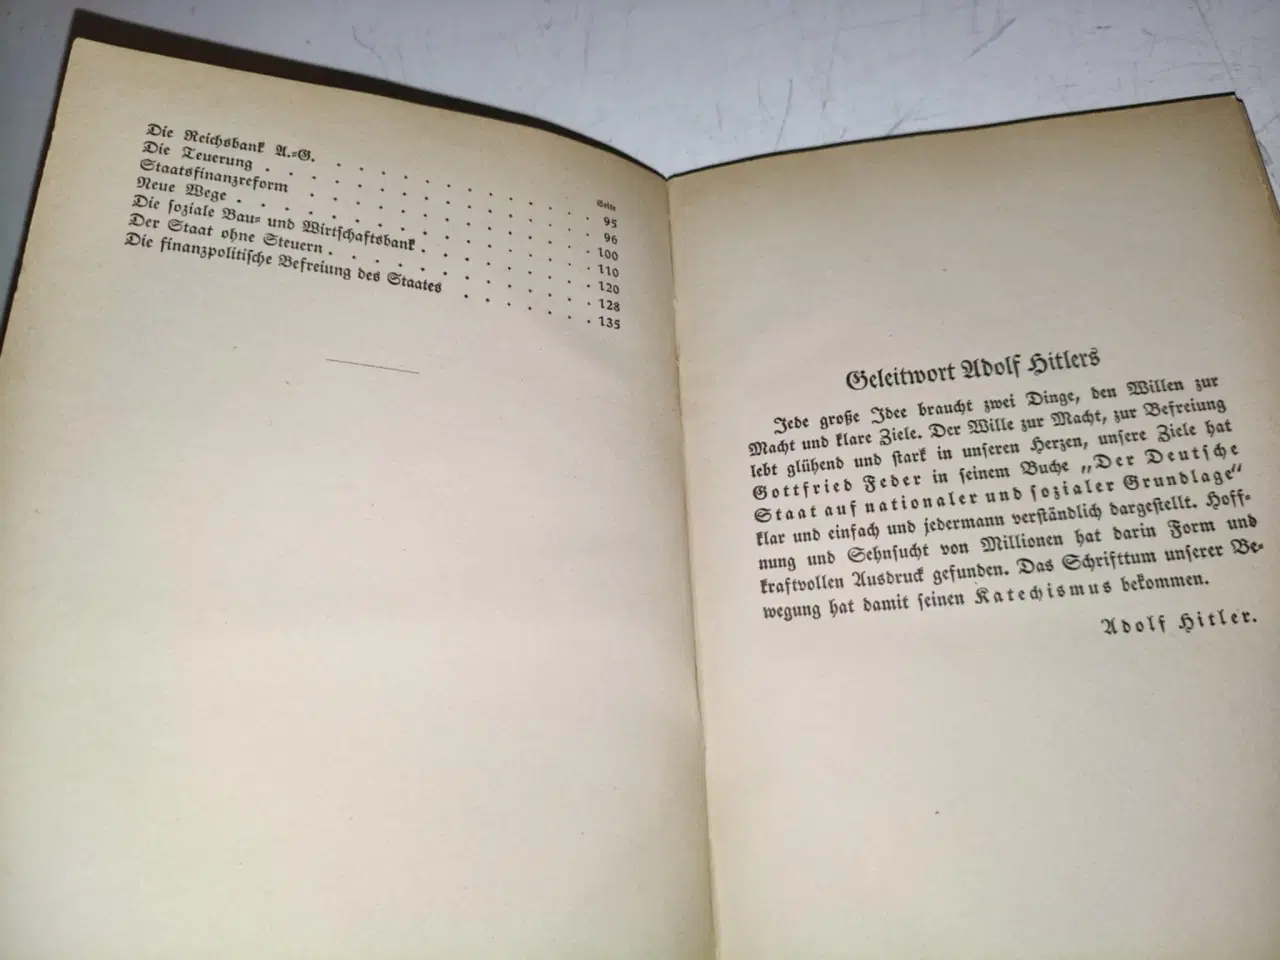 Seite
Die Reichsbank A.-G. . . . . . . . . . . 95
Die Teuerung . . . . . . . . . . . . . 96
Staatsfinanzreform . . . . . . . . . . . 100
Neue Wege . . . . . . . . . . . . . . 110
Die soziale Bau- und Wirtschaftsbank . . . . . . 120
Der Staat ohne Steuern . . . . . . . . . . 128
Die finanzpolitische Befreiung des Staates . . . . . 135
Geleitwort Adolf Hitlers
Jede große Idee braucht zwei Dinge, den Willen zur
Macht und klare Ziele. Der Wille zur Macht, zur Befreiung
lebt glühend und stark in unseren Herzen, unsere Ziele hat
Gottfried Feder in seinem Buche „Der Deutsche
Staat auf nationaler und sozialer Grundlage“
klar und einfach und jedermann verständlich dargestellt. Hoff-
nung und Sehnsucht von Millionen hat darin Form und
kraftvollen Ausdruck gefunden. Das Schrifttum unserer Be-
wegung hat damit seinen Katechismus bekommen.
Adolf Hitler.